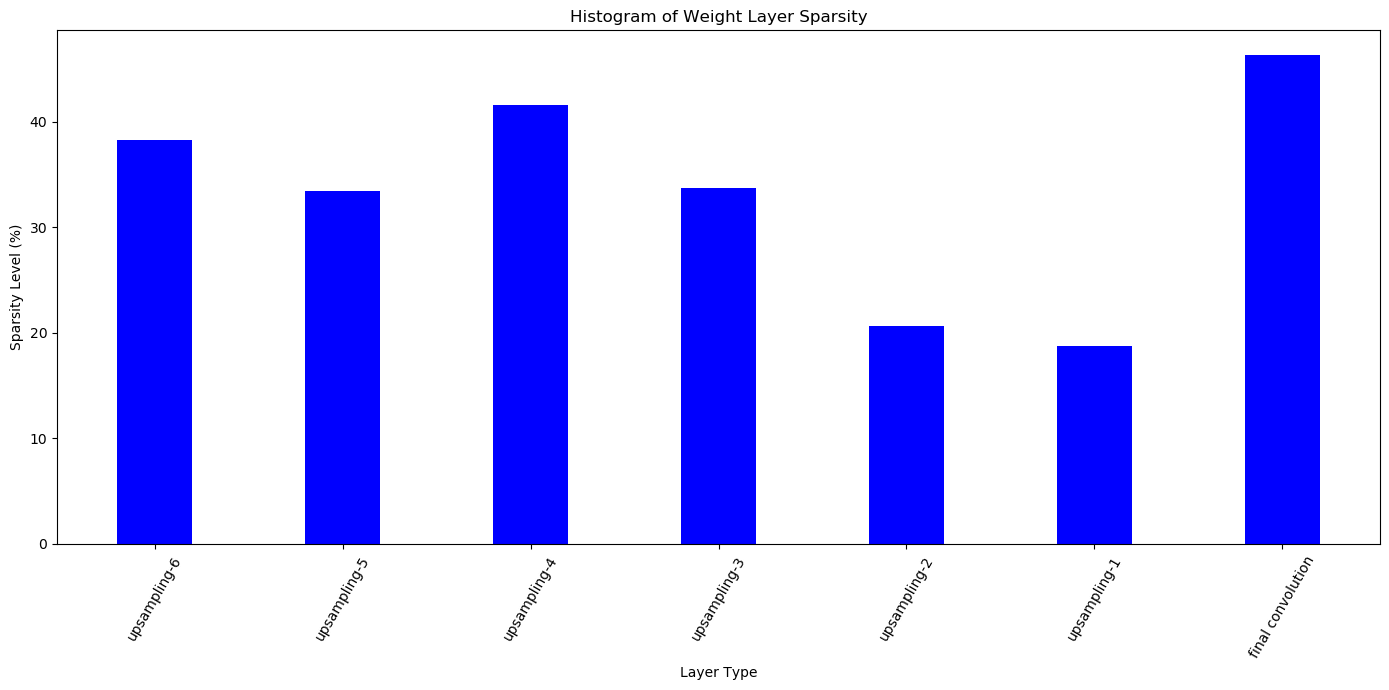 Histogram of Weight Layer Sparsity
Sparsity Level (%)
40
30
20
10
0
upsampling-6
upsampling-5
upsampling-4
upsampling-3
upsampling-2
upsampling-1
final convolution
Layer Type